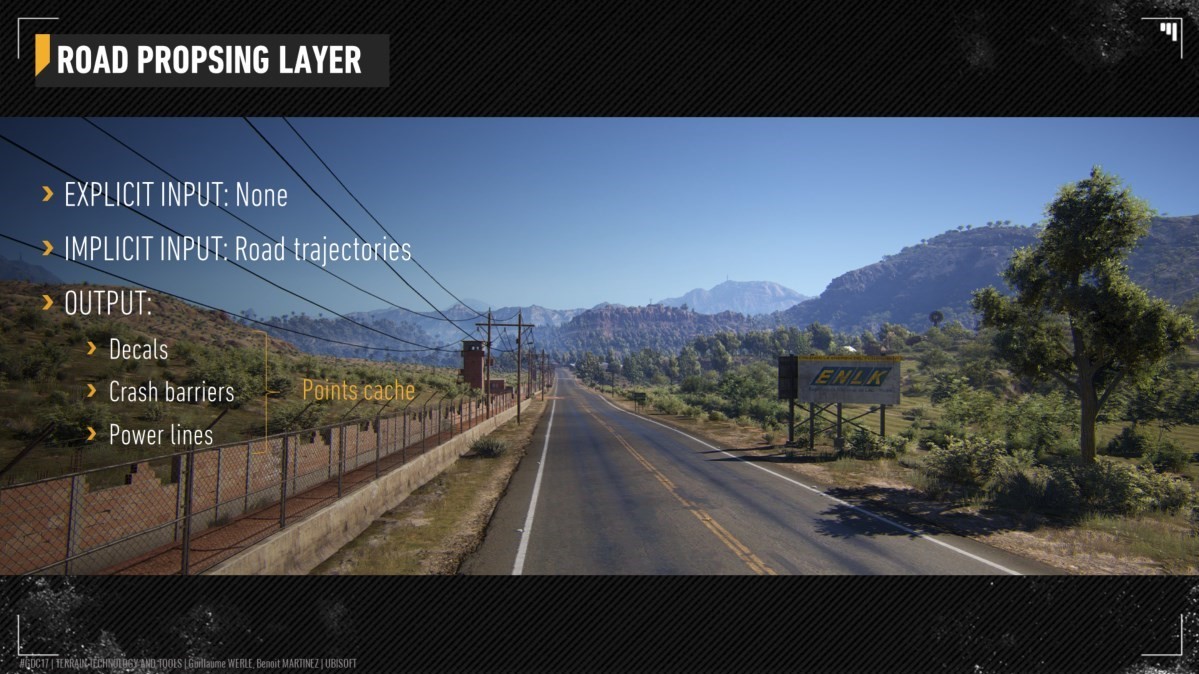 ROAD PROPSING LAYER
EXPLICIT INPUT: None
IMPLICIT INPUT: Road trajectories
OUTPUT:
Decals
Crash barriers
Power lines
Points cache
ENLK
#GDC17 | TERRAIN TECHNOLOGY AND TOOLS | Guillaume WERLE, Benoit MARTINEZ | UBISOFT